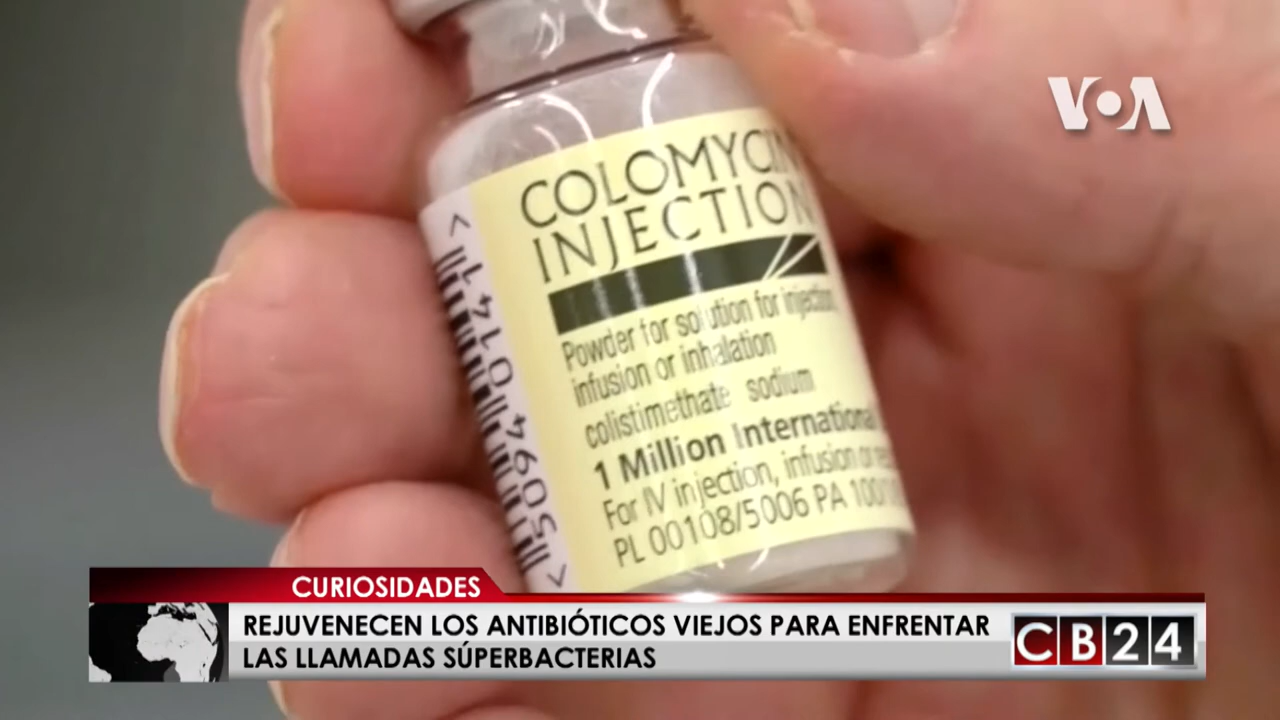 VOA
COLOMYCIN
INJECTION
Powder for solution for injection,
infusion or inhalation
colistimethate sodium
1 Million International
For IV injection, infusion or
PL 00108/5006 PA
< 5099410141 <
CURIOSIDADES
REJUVENECEN LOS ANTIBIÓTICOS VIEJOS PARA ENFRENTAR
LAS LLAMADAS SÚPERBACTERIAS
CB24